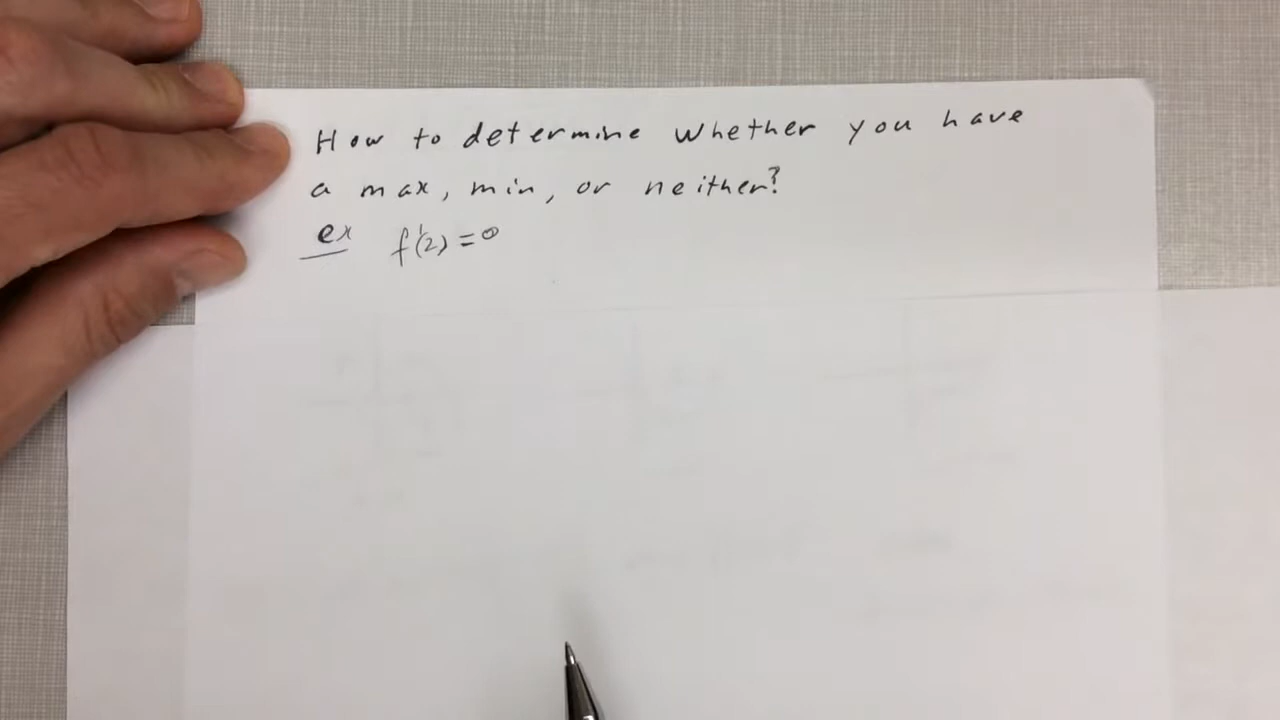 How to determine whether you have
a max, min, or neither?
ex f'(2) = 0